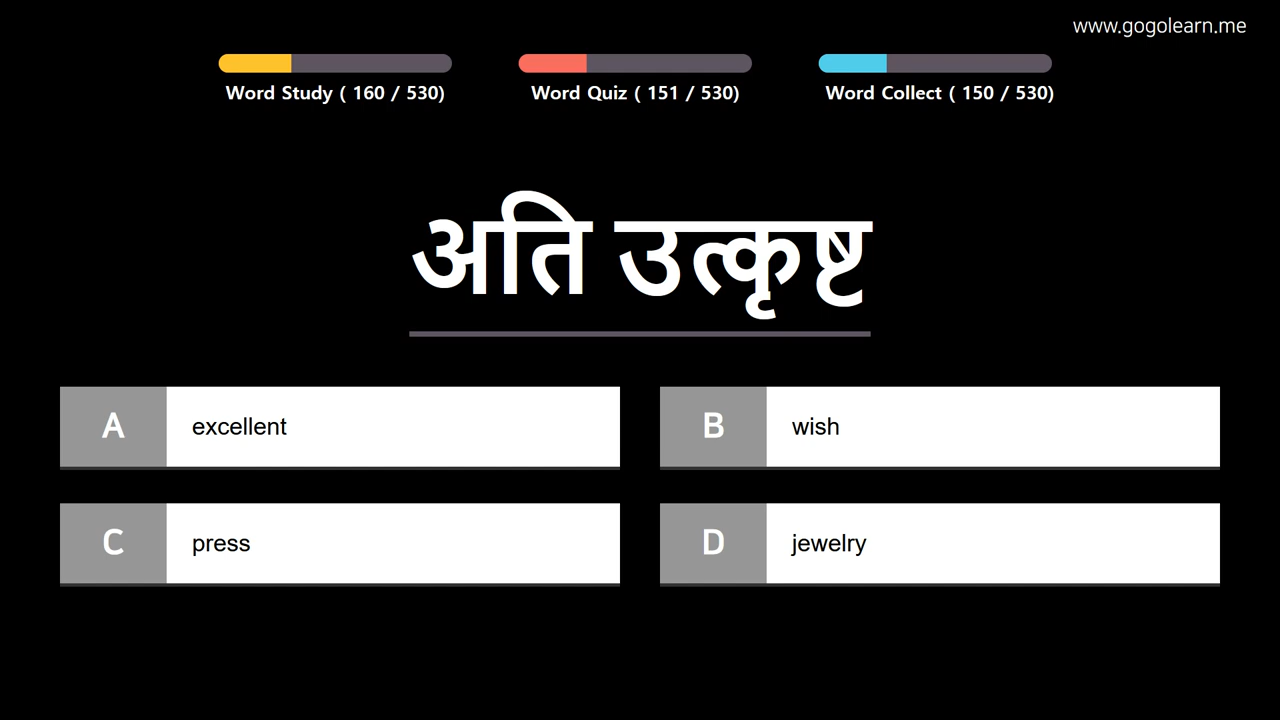 www.gogolearn.me
Word Study ( 160 / 530)
Word Quiz ( 151 / 530)
Word Collect ( 150 / 530)
अति उत्कृष्ट
A excellent
B wish
C press
D jewelry